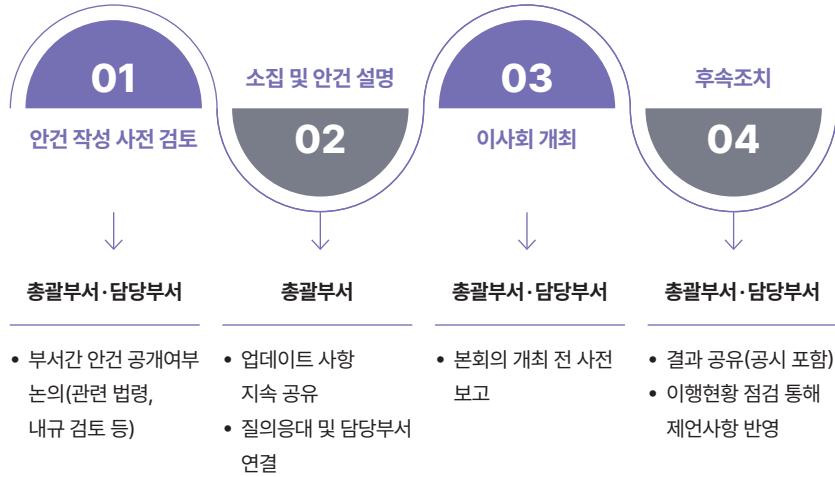 01
안건 작성 사전 검토
총괄부서·담당부서
• 부서간 안건 공개여부
논의(관련 법령,
내규 검토 등)
소집 및 안건 설명
02
총괄부서
• 업데이트 사항
지속 공유
• 질의응대 및 담당부서
연결
03
이사회 개최
총괄부서·담당부서
• 본회의 개최 전 사전
보고
후속조치
04
총괄부서·담당부서
• 결과 공유(공시 포함)
• 이행현황 점검 통해
제언사항 반영